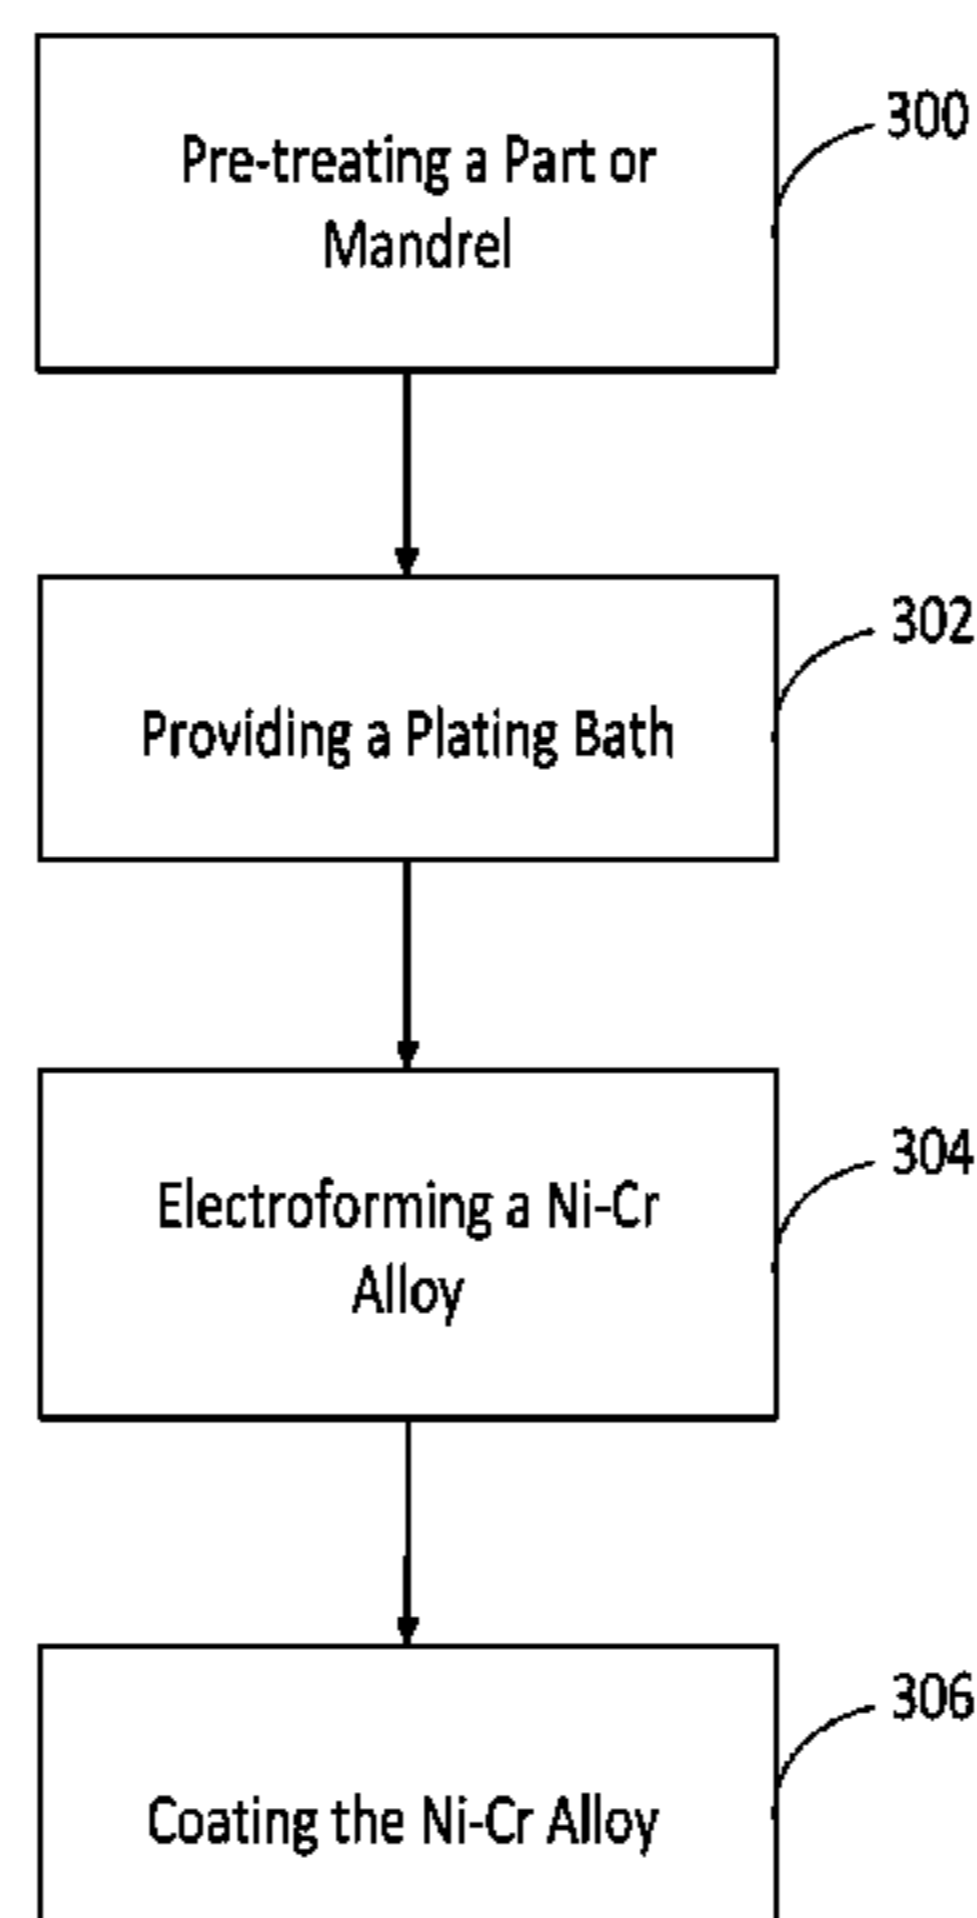 Pre-treating a Part or
Mandrel
300
Providing a Plating Bath
302
Electroforming a Ni-Cr
Alloy
304
Coating the Ni-Cr Alloy
306